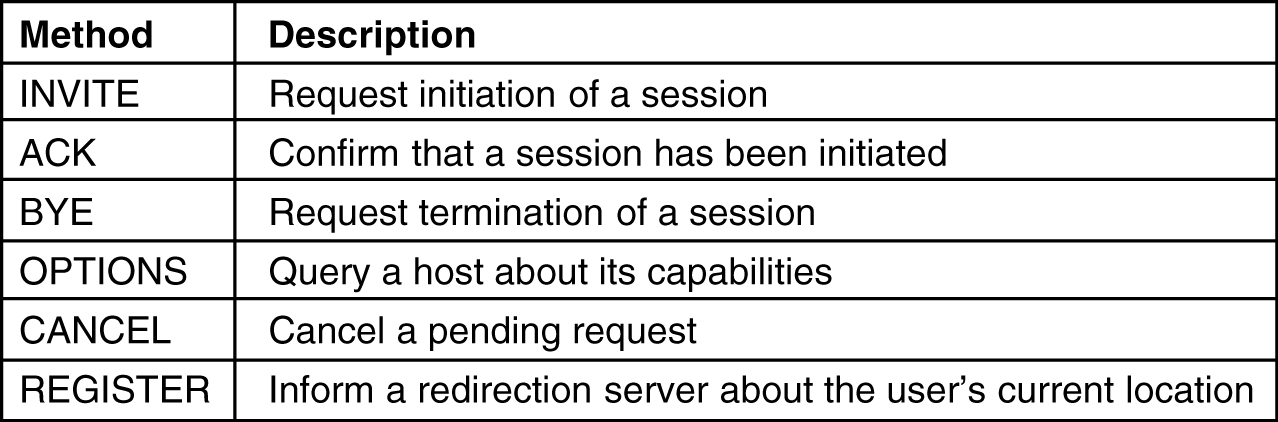 Method Description
INVITE Request initiation of a session
ACK Confirm that a session has been initiated
BYE Request termination of a session
OPTIONS Query a host about its capabilities
CANCEL Cancel a pending request
REGISTER Inform a redirection server about the user’s current location